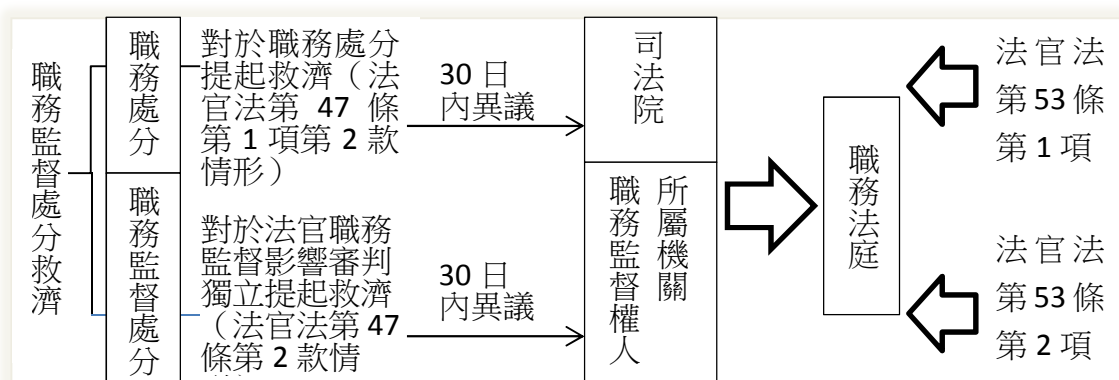 職務監督處分救濟
職務處分
對於職務處分
提起救濟（法
官法第 47 條
第 1 項第 2 款
情形）
30 日
內異議
司法院
職務監督處分
對於法官職務
監督影響審判
獨立提起救濟
（法官法第 47
條第 2 款情
30 日
內異議
所屬機關
職務監督權人
職務法庭
法官法
第 53 條
第 1 項
法官法
第 53 條
第 2 項